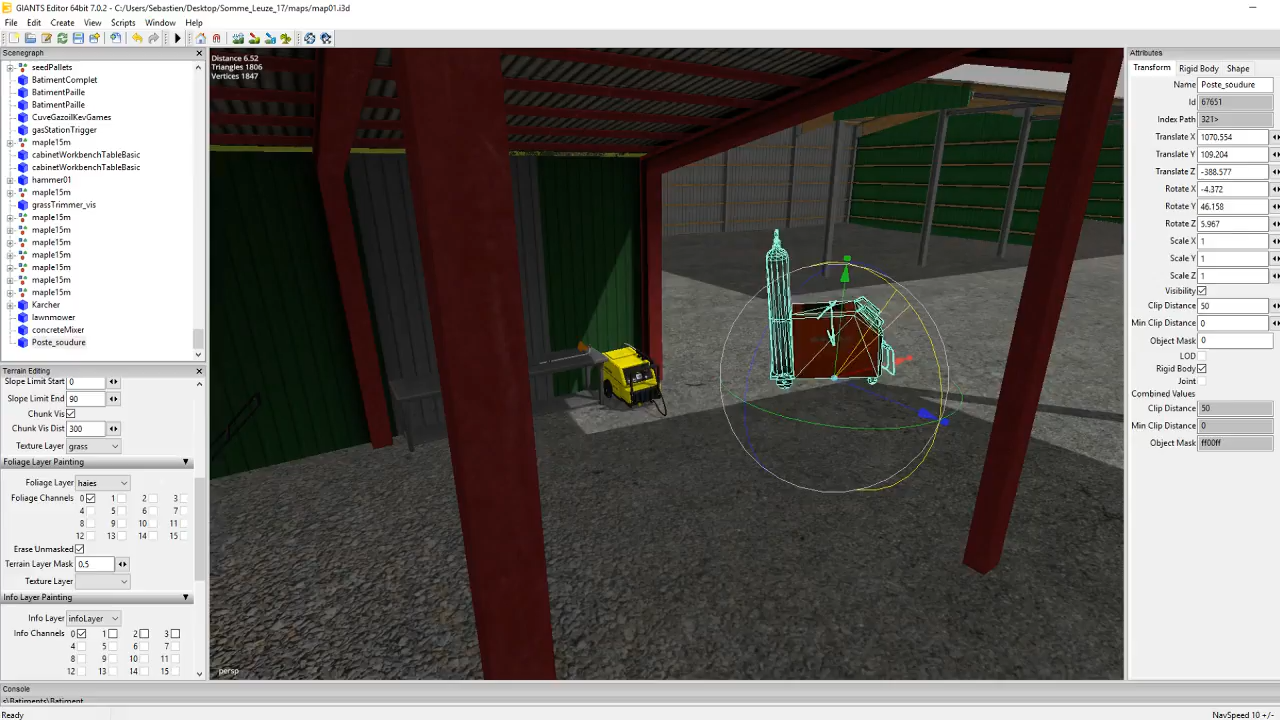 GIANTS Editor 64bit 7.0.2 - C:/Users/Sebastien/Desktop/Somme_Leuze_17/maps/map01.i3d
File Edit Create View Scripts Window Help
Scenegraph
seedPallets
BatimentComplet
BatimentPaille
BatimentPaille
CuveGazoilKevGames
gasStationTrigger
maple15m
cabinetWorkbenchTableBasic
cabinetWorkbenchTableBasic
hammer01
maple15m
grassTrimmer_vis
maple15m
maple15m
maple15m
maple15m
maple15m
maple15m
maple15m
Karcher
lawnmower
concreteMixer
Poste_soudure
Terrain Editing
Slope Limit Start 0
Slope Limit End 90
Chunk Vis
Chunk Vis Dist 300
Texture Layer grass
Foliage Layer Painting
Foliage Layer haies
Foliage Channels 0 1 2 3
4 5 6 7
8 9 10 11
12 13 14 15
Erase Unmasked
Terrain Layer Mask 0.5
Texture Layer
Info Layer Painting
Info Layer infoLayer
Info Channels 0 1 2 3
4 5 6 7
8 9 10 11
12 13 14 15
Distance 6.52
Triangles 1806
Vertices 1847
persp
Attributes
Transform Rigid Body Shape
Name Poste_soudure
Id 67651
Index Path 321>
Translate X 1070.554
Translate Y 109.204
Translate Z -388.577
Rotate X -4.372
Rotate Y 46.158
Rotate Z 5.967
Scale X 1
Scale Y 1
Scale Z 1
Visibility
Clip Distance 50
Min Clip Distance 0
Object Mask 0
LOD
Rigid Body
Joint
Combined Values
Clip Distance 50
Min Clip Distance 0
Object Mask ff00ff
Console
s\Batiments\Batiment
Ready
NavSpeed 10 +/-